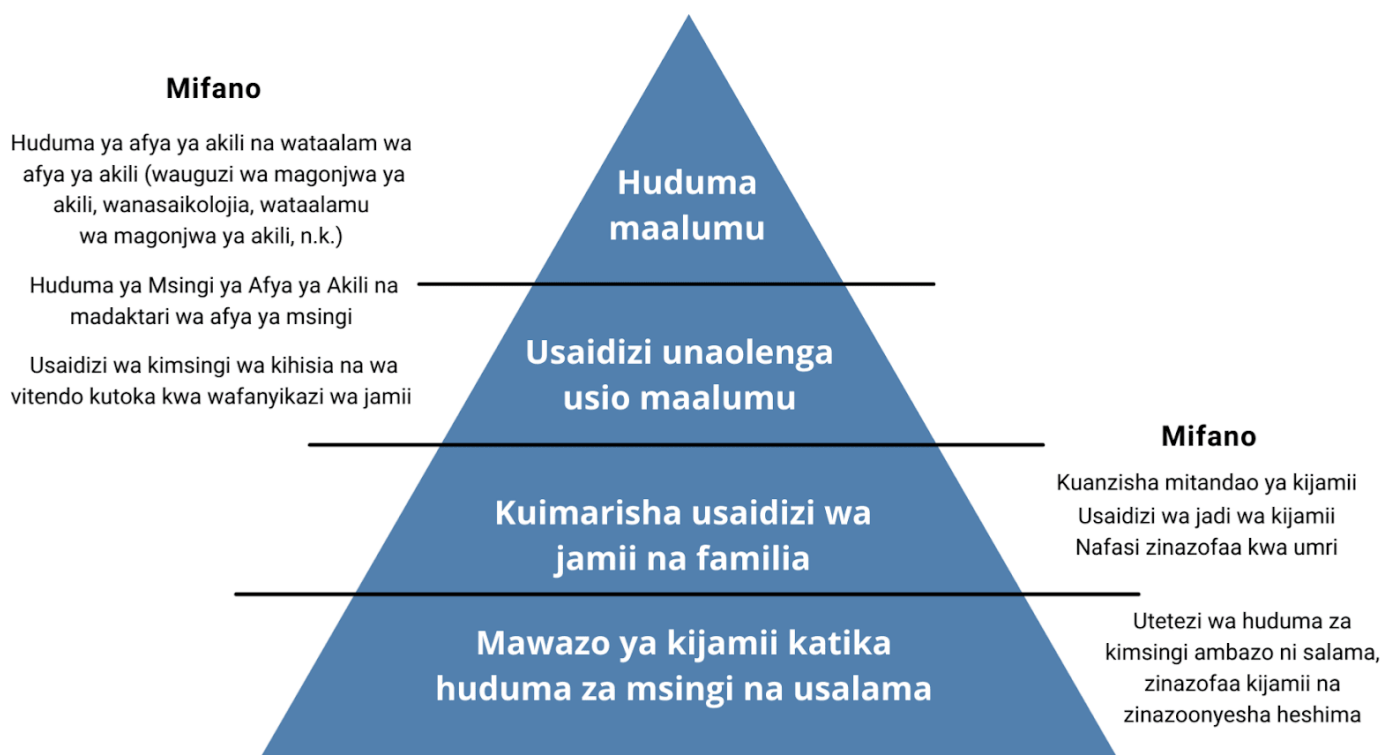 Mifano
Huduma ya afya ya akili na wataalam wa
afya ya akili (wauguzi wa magonjwa ya
akili, wanasaikolojia, wataalamu
wa magonjwa ya akili, n.k.)
Huduma ya Msingi ya Afya ya Akili na
madaktari wa afya ya msingi
Usaidizi wa kimsingi wa kihisia na wa
vitendo kutoka kwa wafanyikazi wa jamii
Huduma
maalumu
Usaidizi unaolenga
usio maalumu
Kuimarisha usaidizi wa
jamii na familia
Mawazo ya kijamii katika
huduma za msingi na usalama
Mifano
Kuanzisha mitandao ya kijamii
Usaidizi wa jadi wa kijamii
Nafasi zinazofaa kwa umri
Utetezi wa huduma za
kimsingi ambazo ni salama,
zinazofaa kijamii na
zinazoonyesha heshima